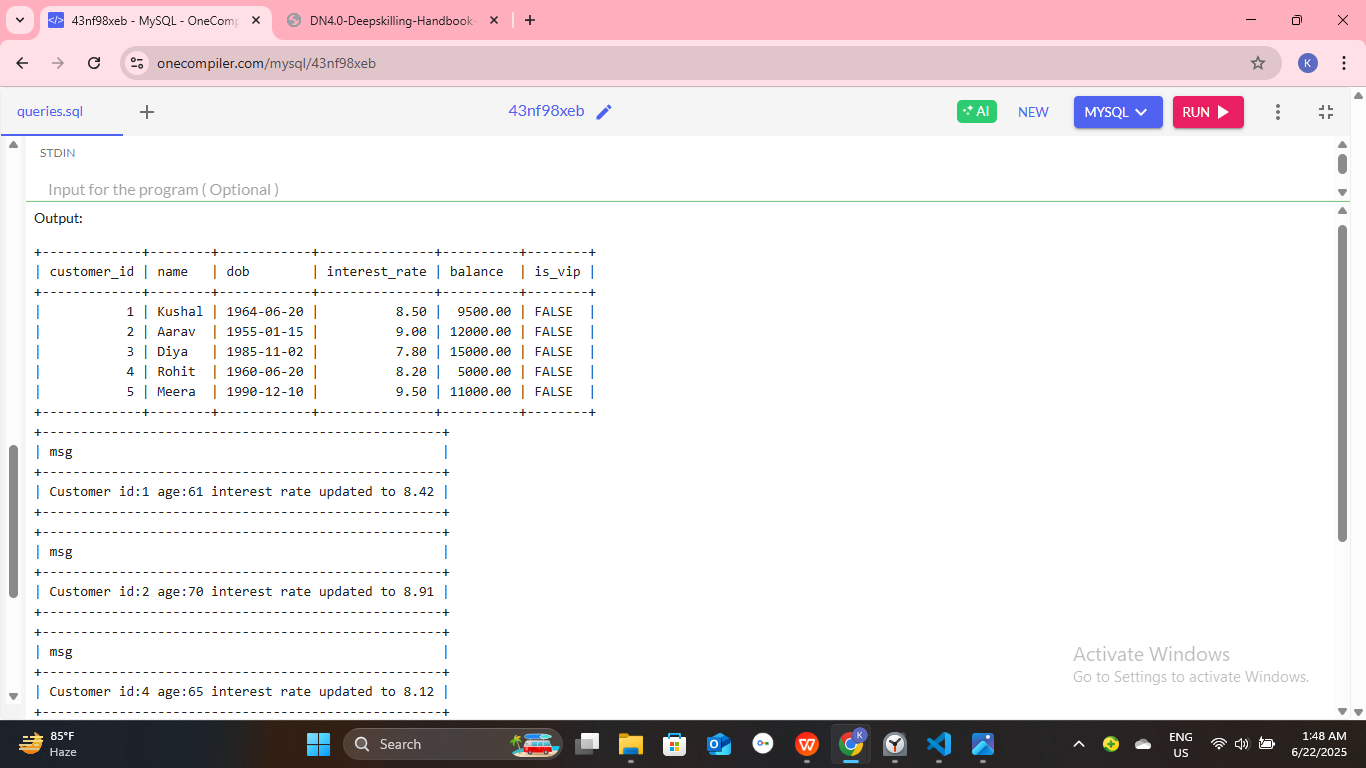 43nf98xeb - MySQL - OneComp
DN4.0-Deepskilling-Handbook-
onecompiler.com/mysql/43nf98xeb
K
queries.sql
43nf98xeb
AI
NEW
MYSQL
RUN
STDIN
Input for the program ( Optional )
Output:
+-------------+--------+------------+---------------+----------+--------+
| customer_id | name   | dob        | interest_rate | balance  | is_vip |
+-------------+--------+------------+---------------+----------+--------+
|           1 | Kushal | 1964-06-20 |          8.50 |  9500.00 | FALSE  |
|           2 | Aarav  | 1955-01-15 |          9.00 | 12000.00 | FALSE  |
|           3 | Diya   | 1985-11-02 |          7.80 | 15000.00 | FALSE  |
|           4 | Rohit  | 1960-06-20 |          8.20 |  5000.00 | FALSE  |
|           5 | Meera  | 1990-12-10 |          9.50 | 11000.00 | FALSE  |
+-------------+--------+------------+---------------+----------+--------+
+----------------------------------------------------+
| msg                                                |
+----------------------------------------------------+
| Customer id:1 age:61 interest rate updated to 8.42 |
+----------------------------------------------------+
+----------------------------------------------------+
| msg                                                |
+----------------------------------------------------+
| Customer id:2 age:70 interest rate updated to 8.91 |
+----------------------------------------------------+
+----------------------------------------------------+
| msg                                                |
+----------------------------------------------------+
| Customer id:4 age:65 interest rate updated to 8.12 |
+----------------------------------------------------+
Activate Windows
Go to Settings to activate Windows.
85°F
Haze
Search
K
ENG
US
1:48 AM
6/22/2025